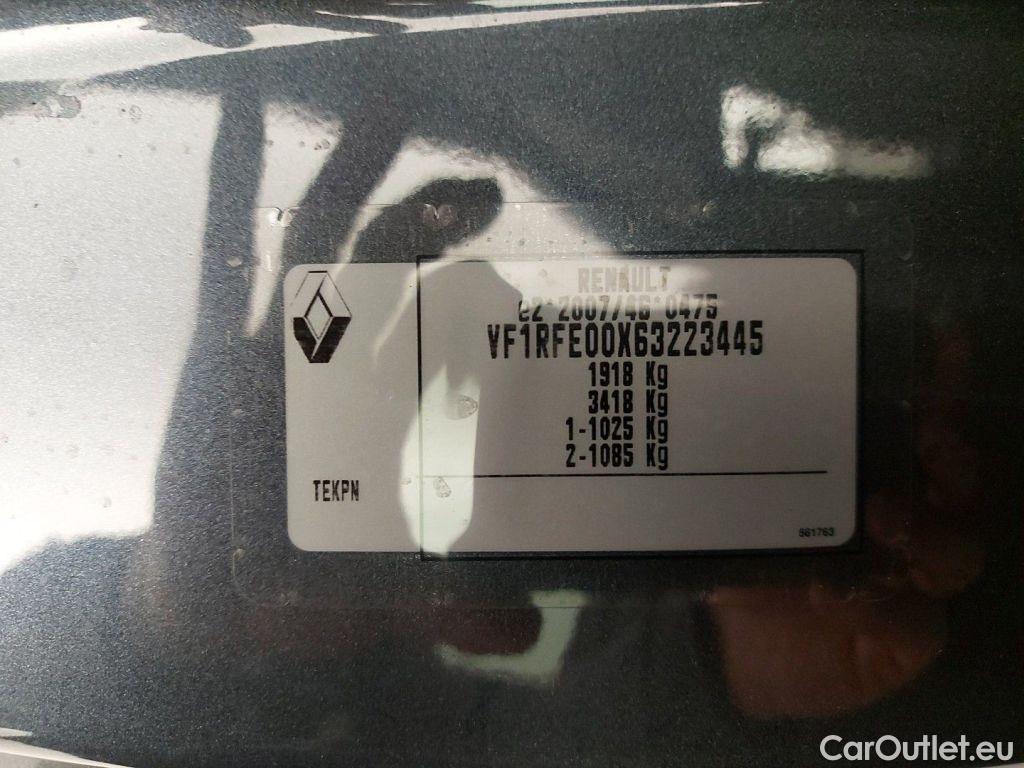 RENAULT
e2*2007/46*0475
VF1RFE00X63223445
1918 Kg
3418 Kg
1-1025 Kg
2-1085 Kg
TEKPN
561763
CarOutlet.eu